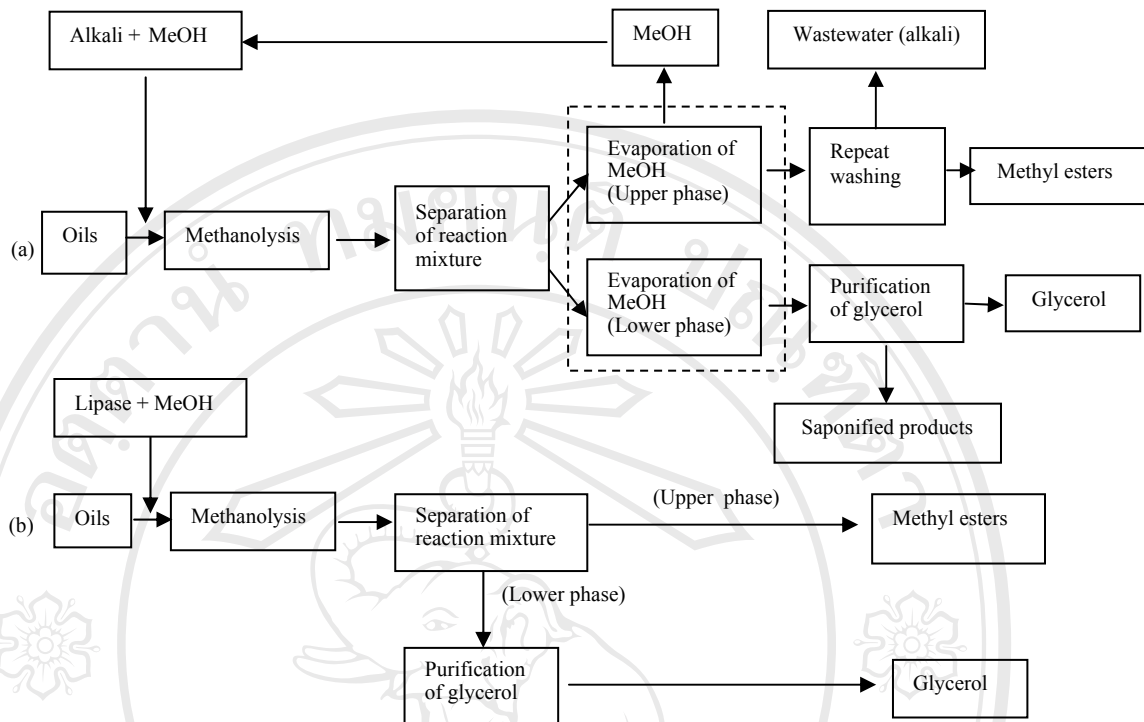 Alkali + MeOH
MeOH
Wastewater (alkali)
Evaporation of
MeOH
(Upper phase)
Repeat
washing
Methyl esters
(a)
Oils
Methanolysis
Separation
of reaction
mixture
Evaporation of
MeOH
(Lower phase)
Purification
of glycerol
Glycerol
Saponified products
Lipase + MeOH
(b)
Oils
Methanolysis
Separation of
reaction mixture
(Upper phase)
Methyl esters
(Lower phase)
Purification
of glycerol
Glycerol